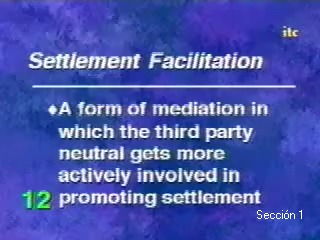 itc
Settlement Facilitation
♦A form of mediation in
which the third party
neutral gets more
actively involved in
promoting settlement
12
Sección 1